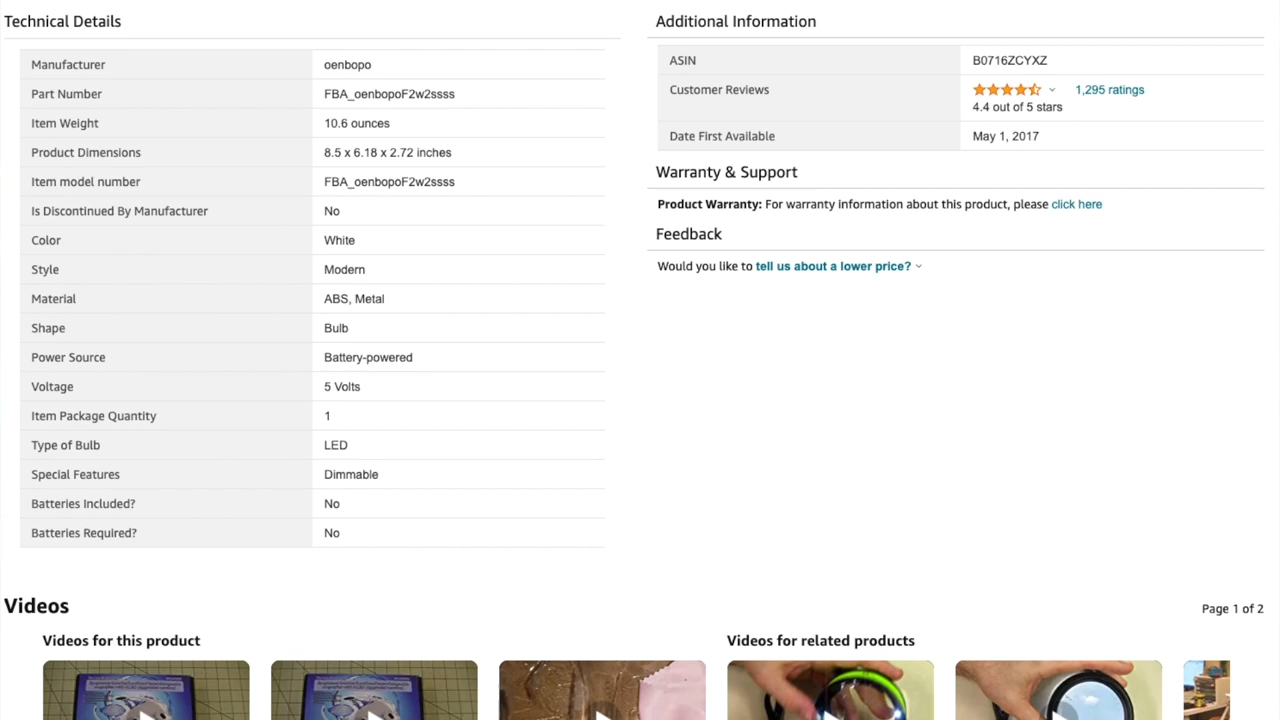 Technical Details
Manufacturer oenbopo
Part Number FBA_oenbopoF2w2ssss
Item Weight 10.6 ounces
Product Dimensions 8.5 x 6.18 x 2.72 inches
Item model number FBA_oenbopoF2w2ssss
Is Discontinued By Manufacturer No
Color White
Style Modern
Material ABS, Metal
Shape Bulb
Power Source Battery-powered
Voltage 5 Volts
Item Package Quantity 1
Type of Bulb LED
Special Features Dimmable
Batteries Included? No
Batteries Required? No
Additional Information
ASIN B0716ZCYXZ
Customer Reviews 1,295 ratings
4.4 out of 5 stars
Date First Available May 1, 2017
Warranty & Support
Product Warranty: For warranty information about this product, please click here
Feedback
Would you like to tell us about a lower price?
Videos
Page 1 of 2
Videos for this product
Videos for related products